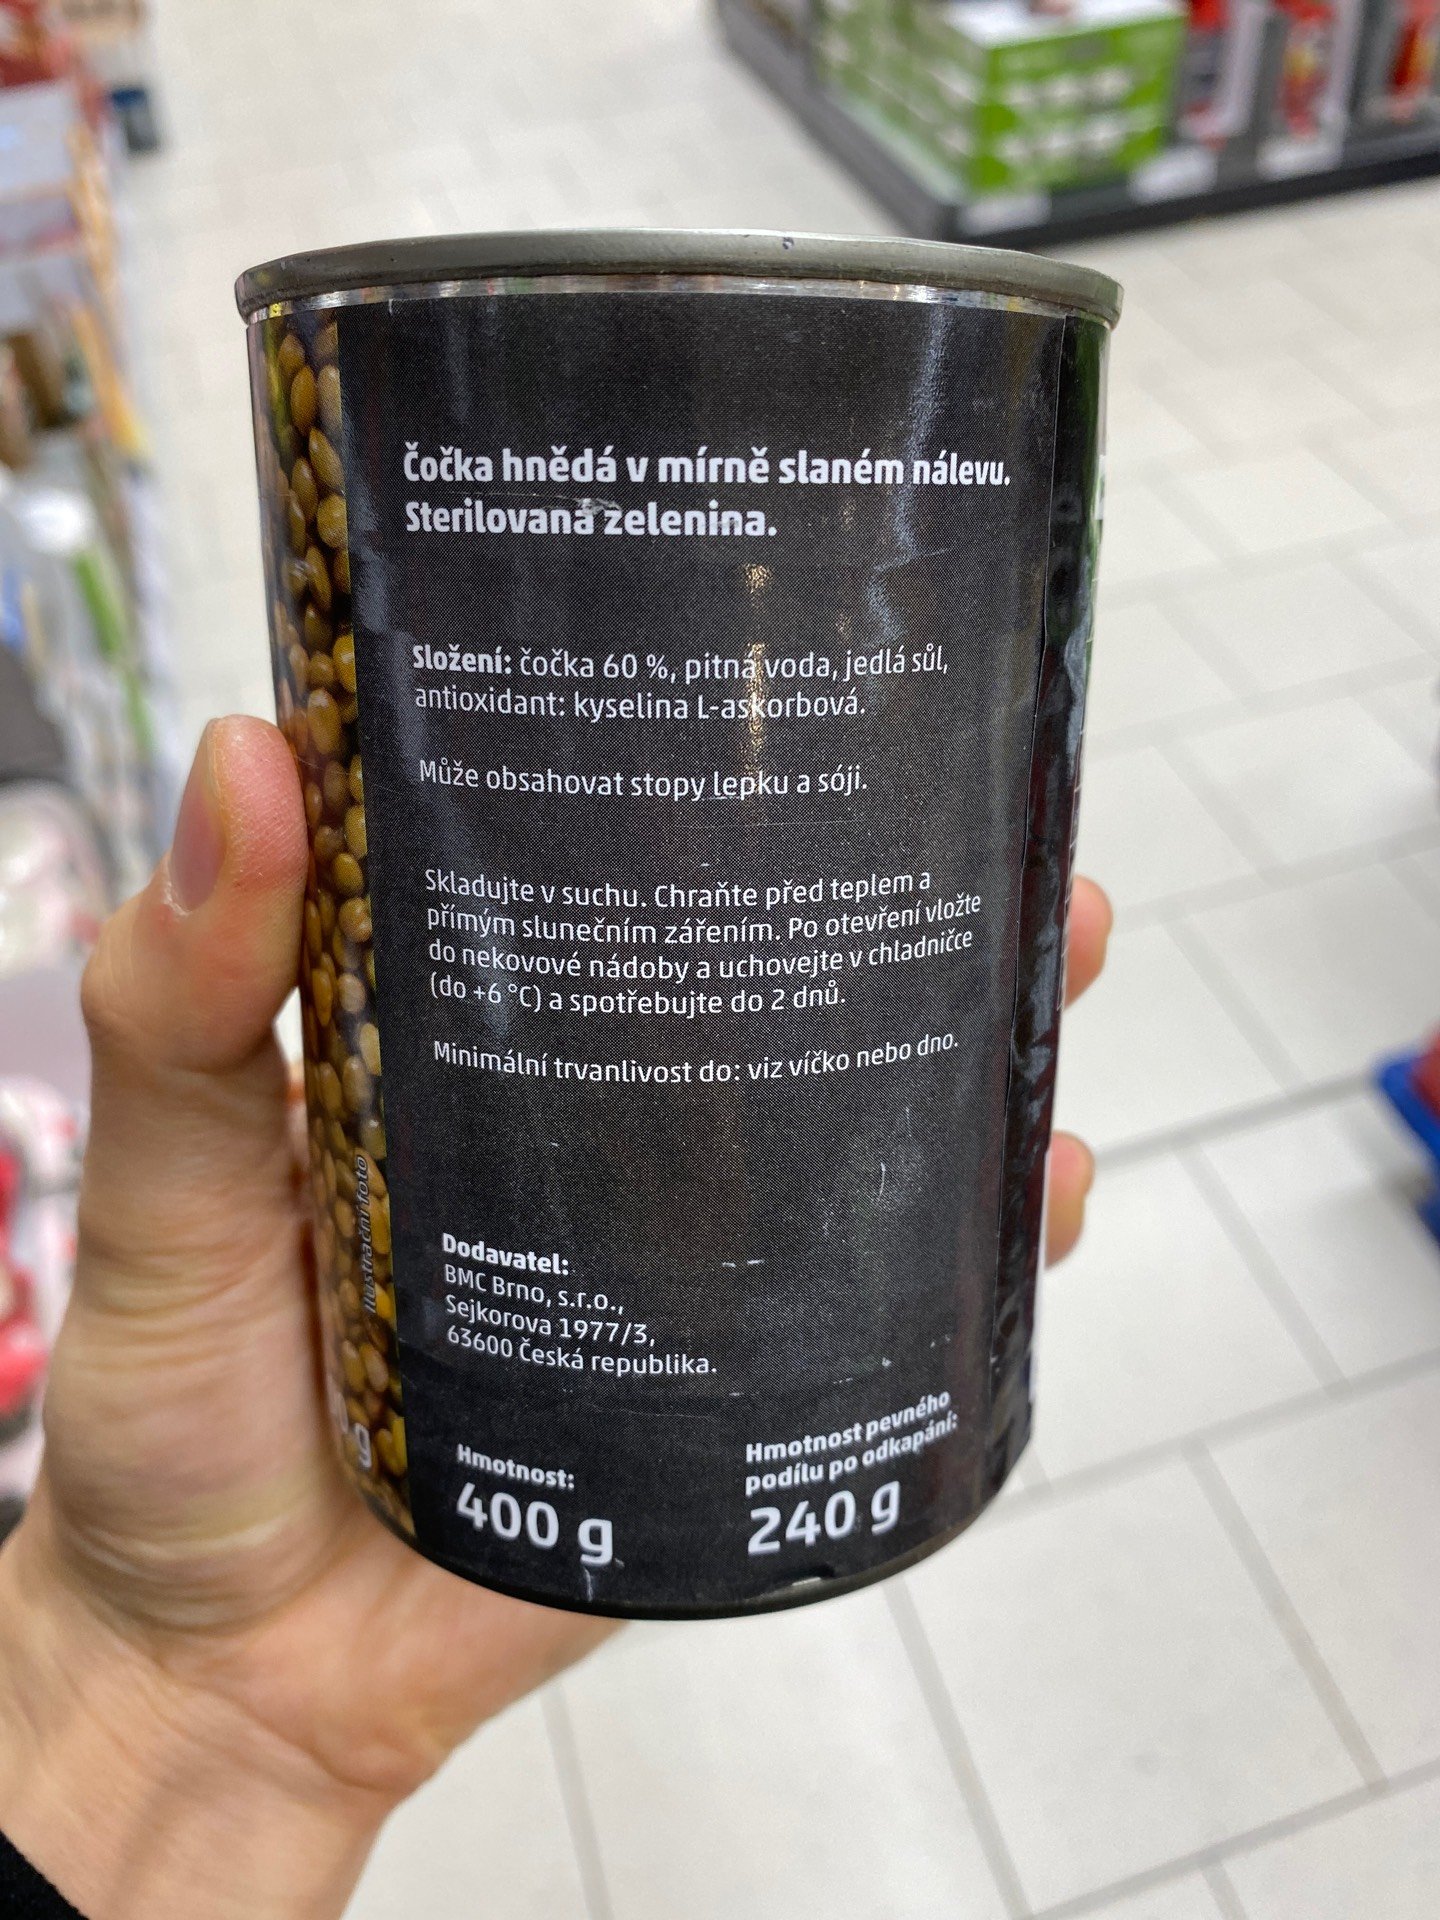 Čočka hnědá v mírně slaném nálevu.
Sterilovaná zelenina.
Složení: čočka 60 %, pitná voda, jedlá sůl,
antioxidant: kyselina L-askorbová.
Může obsahovat stopy lepku a sóji.
Skladujte v suchu. Chraňte před teplem a
přímým slunečním zářením. Po otevření vložte
do nekovové nádoby a uchovejte v chladničce
(do +6 °C) a spotřebujte do 2 dnů.
Minimální trvanlivost do: viz víčko nebo dno.
Ilustrační foto
Dodavatel:
BMC Brno, s.r.o.,
Sejkorova 1977/3,
63600 Česká republika.
Hmotnost:
400 g
Hmotnost pevného
podílu po odkapání:
240 g